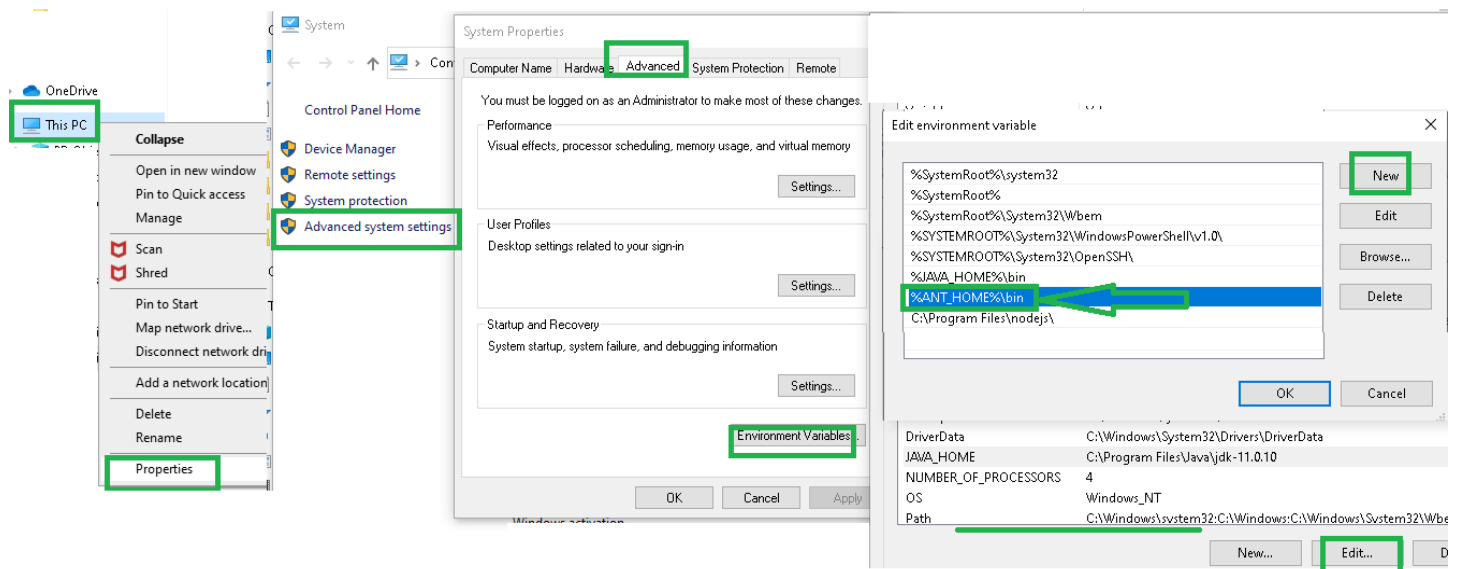 OneDrive
This PC
Collapse
Open in new window
Pin to Quick access
Manage
Scan
Shred
Pin to Start
Map network drive...
Disconnect network dri
Add a network location
Delete
Rename
Properties
System
Con
Control Panel Home
Device Manager
Remote settings
System protection
Advanced system settings
System Properties
Computer Name Hardware Advanced System Protection Remote
You must be logged on as an Administrator to make most of these changes.
Performance
Visual effects, processor scheduling, memory usage, and virtual memory
Settings...
User Profiles
Desktop settings related to your sign-in
Settings...
Startup and Recovery
System startup, system failure, and debugging information
Settings...
Environment Variables...
OK Cancel Apply
Windows activation
Edit environment variable
%SystemRoot%\system32
%SystemRoot%
%SystemRoot%\System32\Wbem
%SYSTEMROOT%\System32\WindowsPowerShell\v1.0\
%SYSTEMROOT%\System32\OpenSSH\
%JAVA_HOME%\bin
%ANT_HOME%\bin
C:\Program Files\nodejs\
New
Edit
Browse...
Delete
OK Cancel
DriverData C:\Windows\System32\Drivers\DriverData
JAVA_HOME C:\Program Files\Java\jdk-11.0.10
NUMBER_OF_PROCESSORS 4
OS Windows_NT
Path C:\Windows\system32;C:\Windows;C:\Windows\System32\Wbe
New... Edit... D